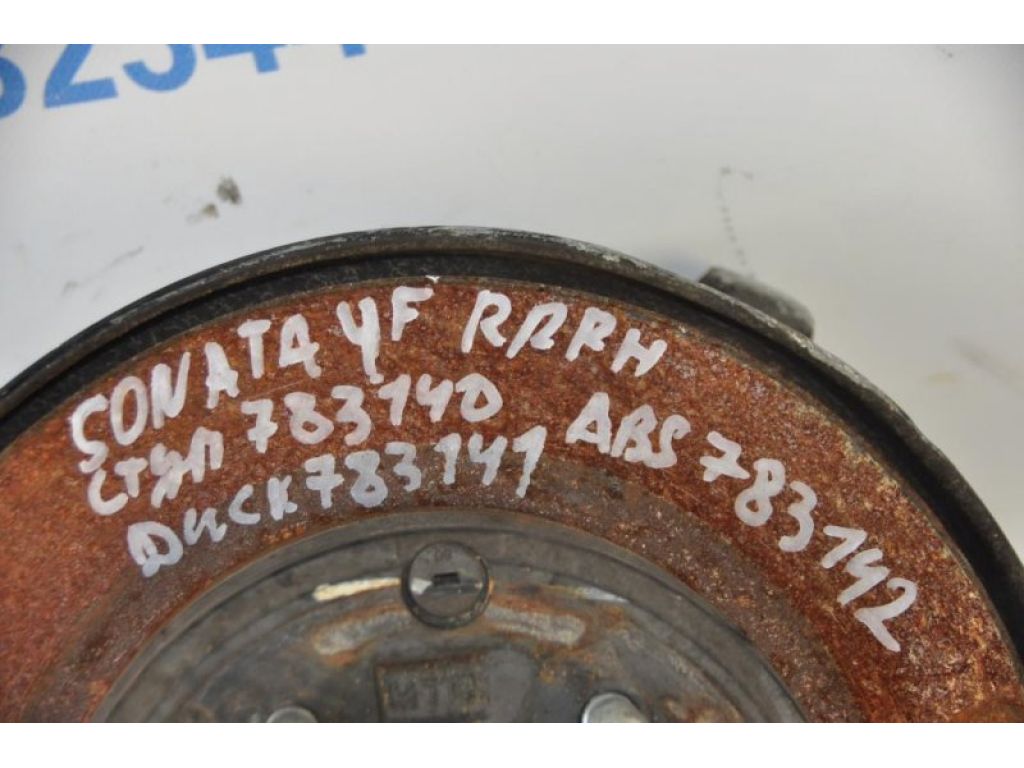 SONATA YF RRRH
СТУП 783140 ABS 783142
ДИСК 783141